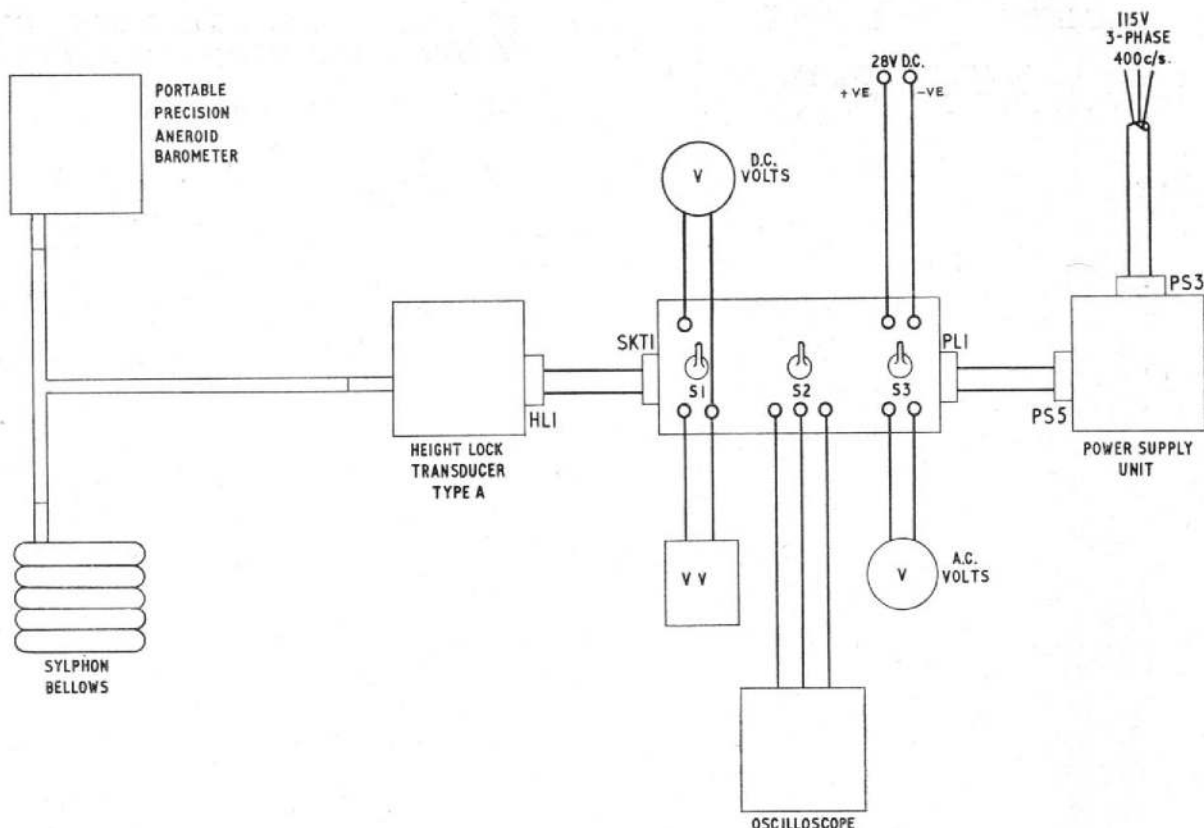 115V
3-PHASE
400c/s.
PORTABLE
PRECISION
ANEROID
BAROMETER
28V D.C.
+VE
-VE
D.C.
VOLTS
V
PS3
SKT1
PL1
S1
S2
S3
HL1
PS5
HEIGHT LOCK
TRANSDUCER
TYPE A
POWER SUPPLY
UNIT
V V
V
A.C.
VOLTS
SYLPHON
BELLOWS
OSCILLOSCOPE